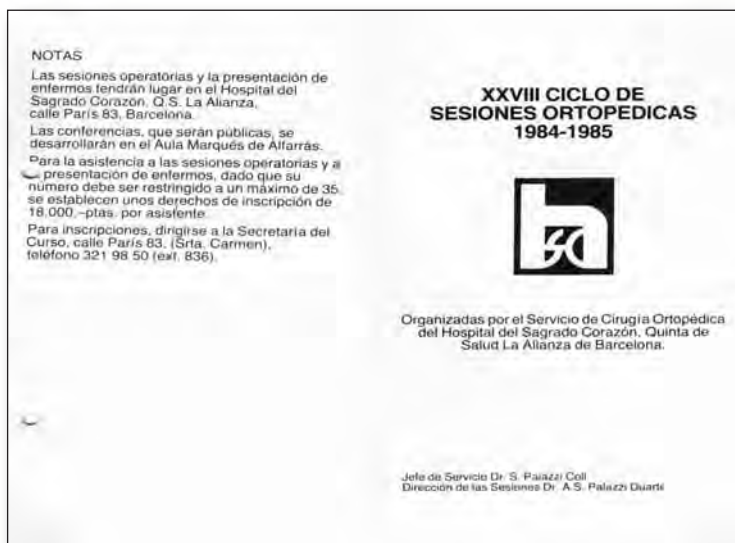 NOTAS
Las sesiones operatorias y la presentación de
enfermos tendrán lugar en el Hospital del
Sagrado Corazón, Q.S. La Alianza,
calle París 83, Barcelona.
Las conferencias, que serán públicas, se
desarrollarán en el Aula Marqués de Alfarrás.
Para la asistencia a las sesiones operatorias y a
presentación de enfermos, dado que su
número debe ser restringido a un máximo de 35,
se establecen unos derechos de inscripción de
18.000,-ptas. por asistente.
Para inscripciones, dirigirse a la Secretaría del
Curso, calle París 83, (Srta. Carmen),
teléfono 321 98 50 (ext. 836).
XXVIII CICLO DE
SESIONES ORTOPEDICAS
1984-1985
h
sc
Organizadas por el Servicio de Cirugía Ortopédica
del Hospital del Sagrado Corazón, Quinta de
Salud La Alianza de Barcelona.
Jefe de Servicio Dr. S. Palazzi Coll
Dirección de las Sesiones Dr. A.S. Palazzi Duarte